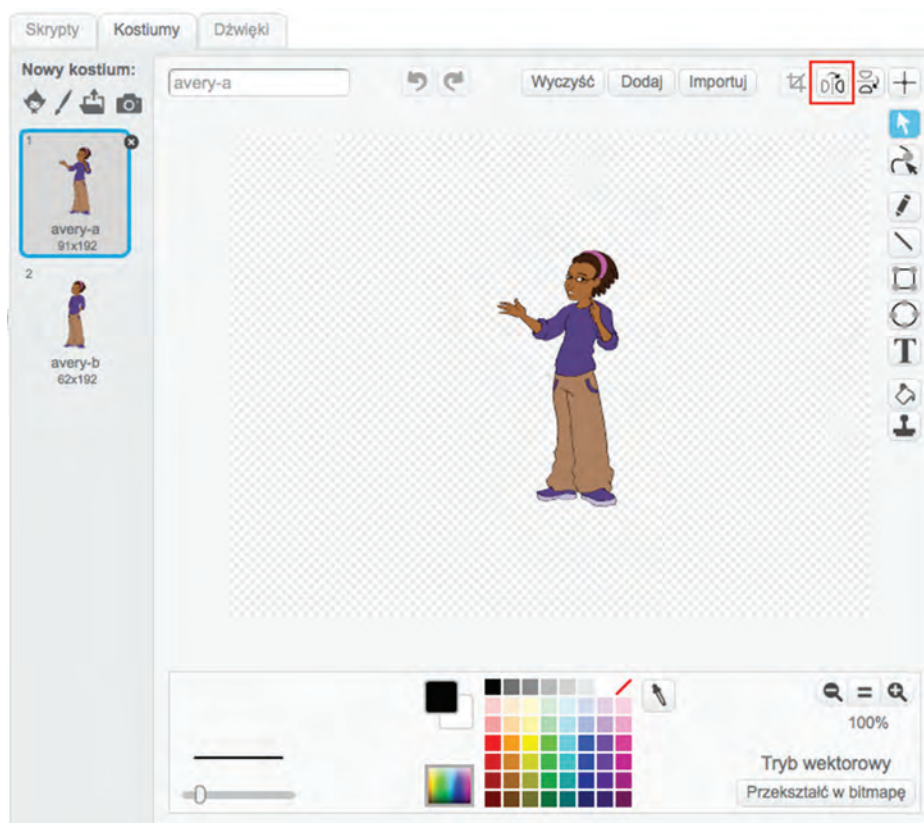 Skrypty Kostiumy Dźwięki
Nowy kostium:
avery-a Wyczyść Dodaj Importuj
1
avery-a
91x192
2
avery-b
62x192
T
100%
Tryb wektorowy
Przekształć w bitmapę